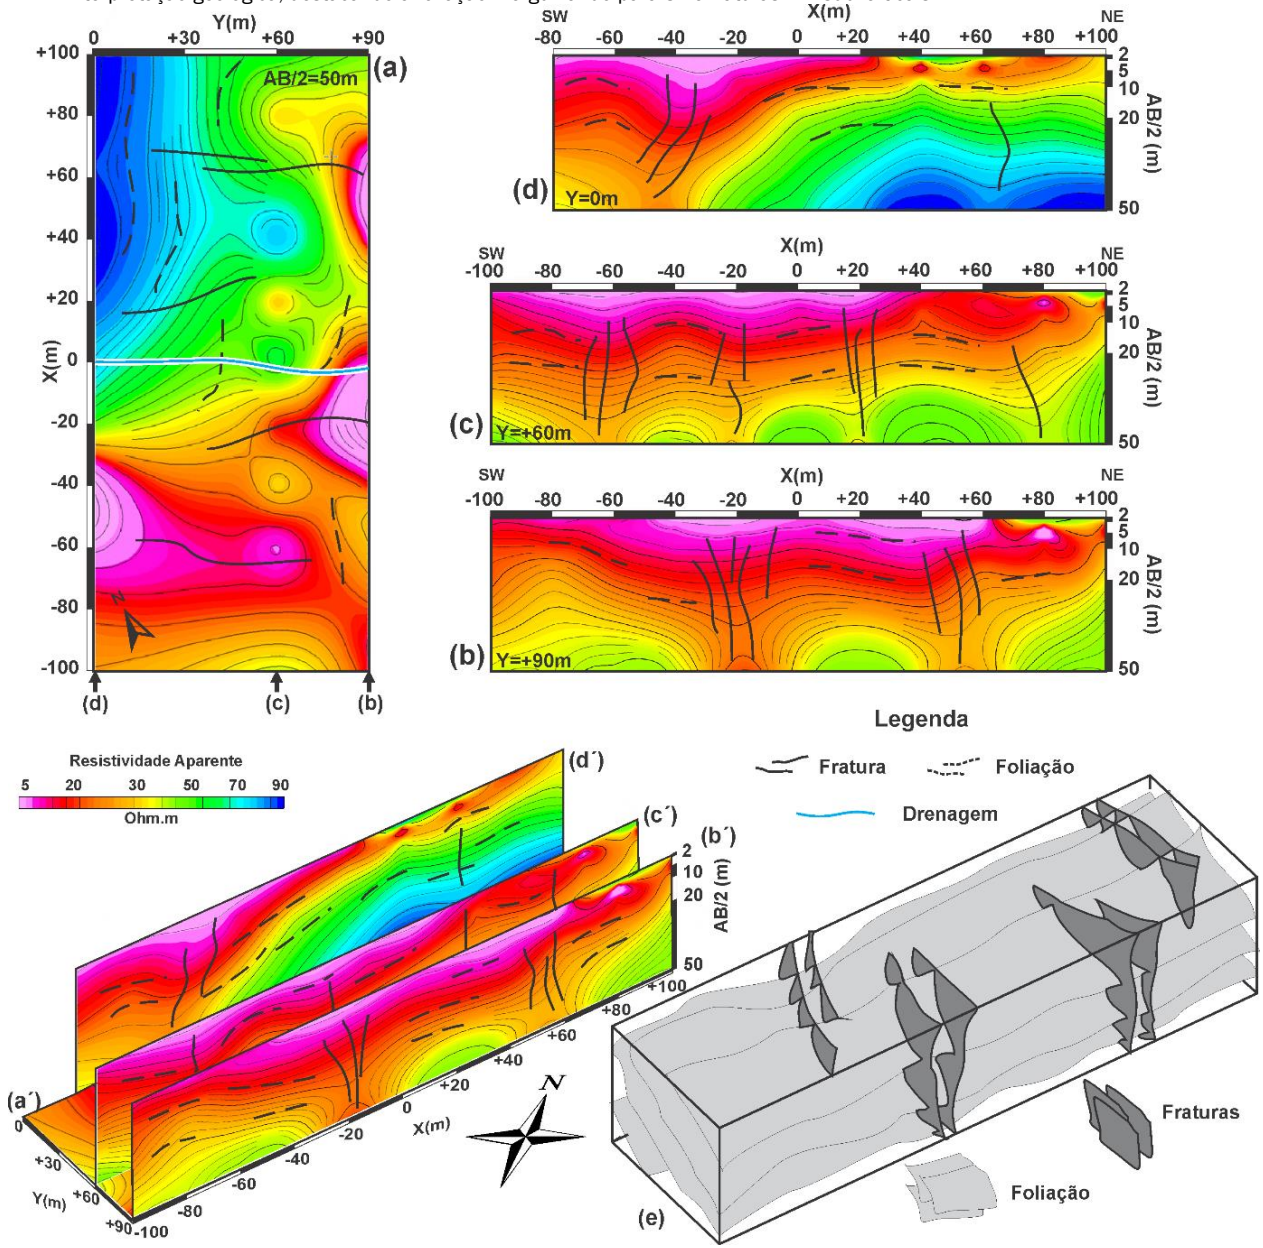 Y(m)
0 +30 +60 +90
(a)
AB/2=50m
+100
+80
+60
+40
+20
0
-20
-40
-60
-80
-100
X(m)
N
(d) (c) (b)
X(m)
SW NE
-80 -60 -40 -20 0 +20 +40 +60 +80 +100
2
5
10
20
50
AB/2 (m)
(d)
Y=0m
X(m)
SW NE
-100 -80 -60 -40 -20 0 +20 +40 +60 +80 +100
2
5
10
20
50
AB/2 (m)
(c)
Y=+60m
X(m)
SW NE
-100 -80 -60 -40 -20 0 +20 +40 +60 +80 +100
2
5
10
20
50
AB/2 (m)
(b)
Y=+90m
Legenda
Fratura
Foliação
Drenagem
Resistividade Aparente
5 20 30 50 70 90
Ohm.m
(d´)
(c´)
(b´)
(a´)
2
10
20
50
AB/2 (m)
0
+30
+60
+90
Y(m)
-100
-80
-60
-40
-20
0
+20
+40
+60
+80
+100
X(m)
N
Fraturas
Foliação
(e)